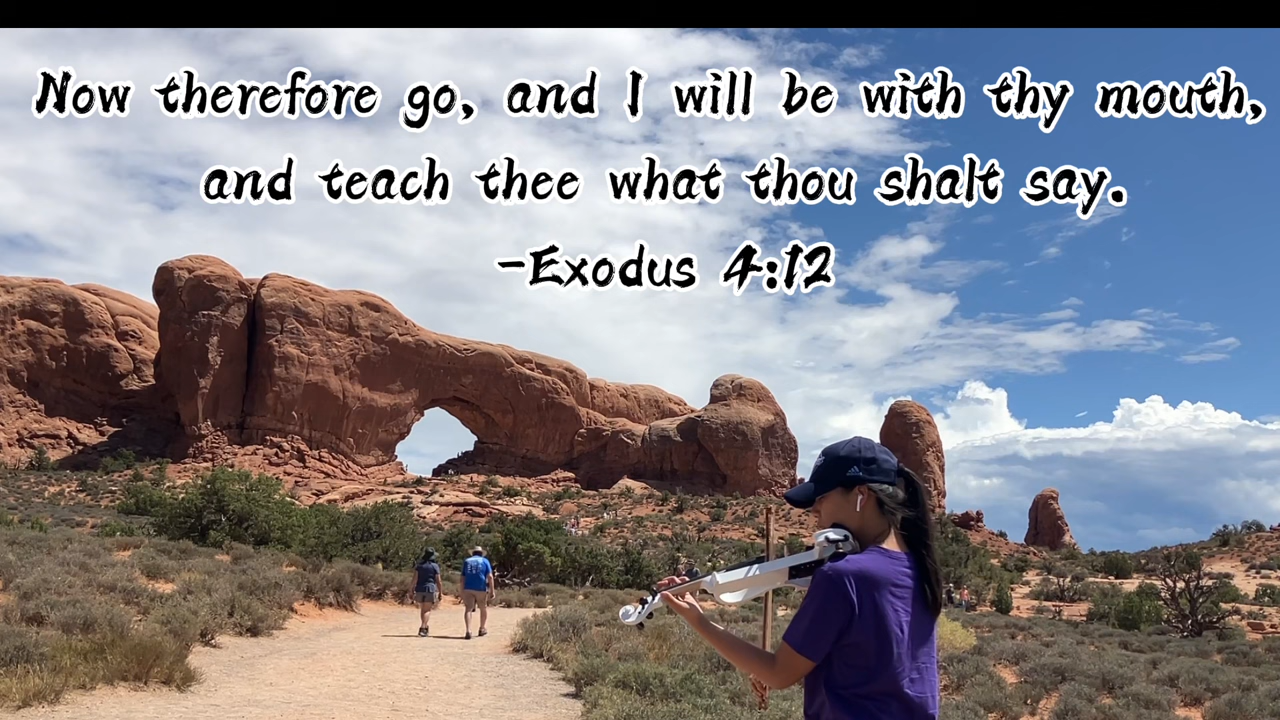 Now therefore go, and I will be with thy mouth,
and teach thee what thou shalt say.
-Exodus 4:12